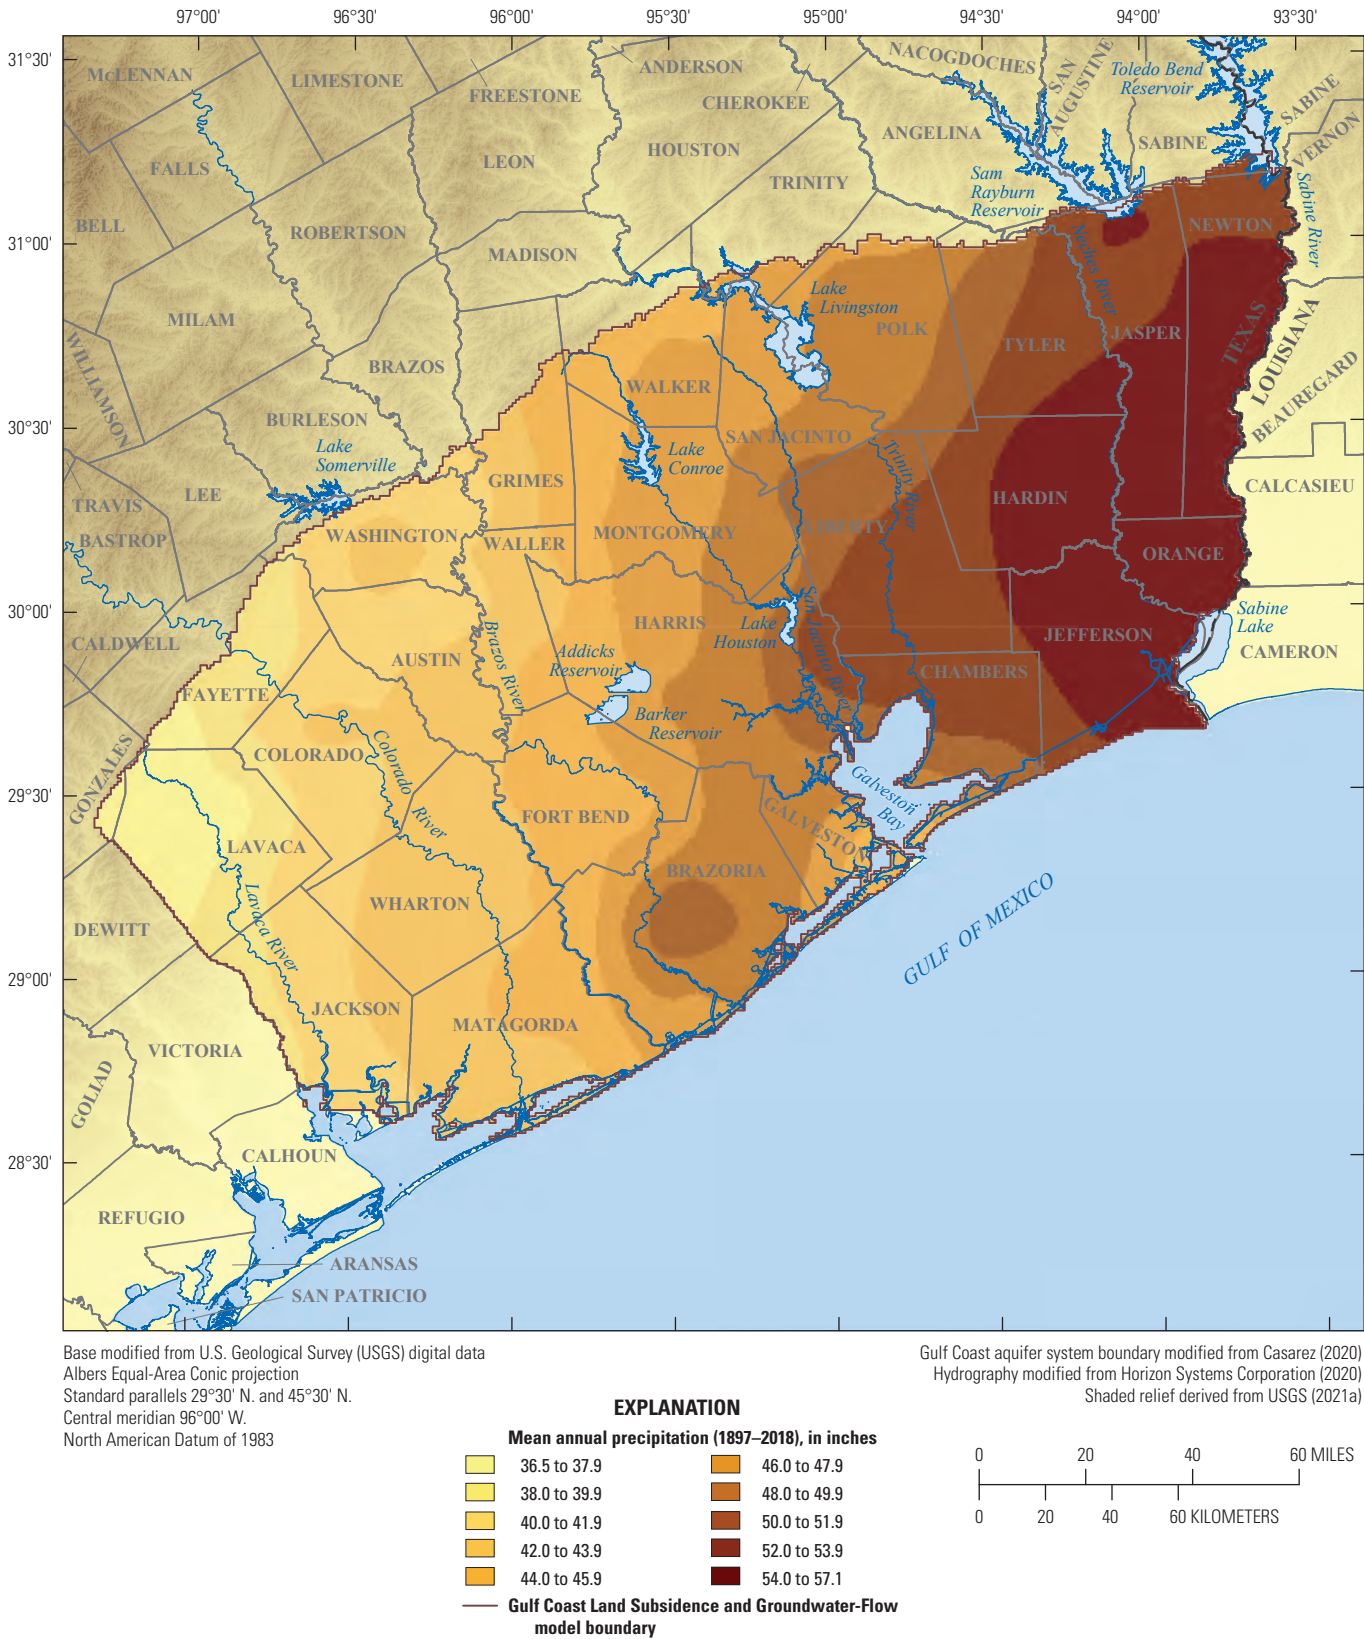 97°00' 96°30' 96°00' 95°30' 95°00' 94°30' 94°00' 93°30'
31°30'
31°00'
30°30'
30°00'
29°30'
29°00'
28°30'
McLENNAN
LIMESTONE
FREESTONE
ANDERSON
CHEROKEE
NACOGDOCHES
SAN
AUGUSTINE
Toledo Bend
Reservoir
SABINE
SABINE
VERNON
FALLS
LEON
HOUSTON
ANGELINA
TRINITY
Sam
Rayburn
Reservoir
Sabine River
BELL
ROBERTSON
MADISON
NEWTON
Neches River
Lake
Livingston
POLK
TYLER
JASPER
TEXAS
LOUISIANA
BEAUREGARD
MILAM
WILLIAMSON
BRAZOS
WALKER
BURLESON
Lake
Somerville
SAN JACINTO
Lake
Conroe
Trinity River
GRIMES
LEE
TRAVIS
BASTROP
HARDIN
CALCASIEU
WASHINGTON
WALLER
MONTGOMERY
LIBERTY
ORANGE
Sabine
Lake
CAMERON
CALDWELL
HARRIS
Lake
Houston
San Jacinto River
JEFFERSON
AUSTIN
Brazos River
Addicks
Reservoir
CHAMBERS
FAYETTE
Barker
Reservoir
COLORADO
Colorado River
GONZALES
Galveston
Bay
FORT BEND
GALVESTON
LAVACA
BRAZORIA
Lavaca River
WHARTON
DEWITT
GULF OF MEXICO
JACKSON
MATAGORDA
VICTORIA
GOLIAD
CALHOUN
REFUGIO
ARANSAS
SAN PATRICIO
Base modified from U.S. Geological Survey (USGS) digital data
Albers Equal-Area Conic projection
Standard parallels 29°30' N. and 45°30' N.
Central meridian 96°00' W.
North American Datum of 1983
Gulf Coast aquifer system boundary modified from Casarez (2020)
Hydrography modified from Horizon Systems Corporation (2020)
Shaded relief derived from USGS (2021a)
EXPLANATION
Mean annual precipitation (1897–2018), in inches
36.5 to 37.9
38.0 to 39.9
40.0 to 41.9
42.0 to 43.9
44.0 to 45.9
46.0 to 47.9
48.0 to 49.9
50.0 to 51.9
52.0 to 53.9
54.0 to 57.1
Gulf Coast Land Subsidence and Groundwater-Flow
model boundary
0 20 40 60 MILES
0 20 40 60 KILOMETERS